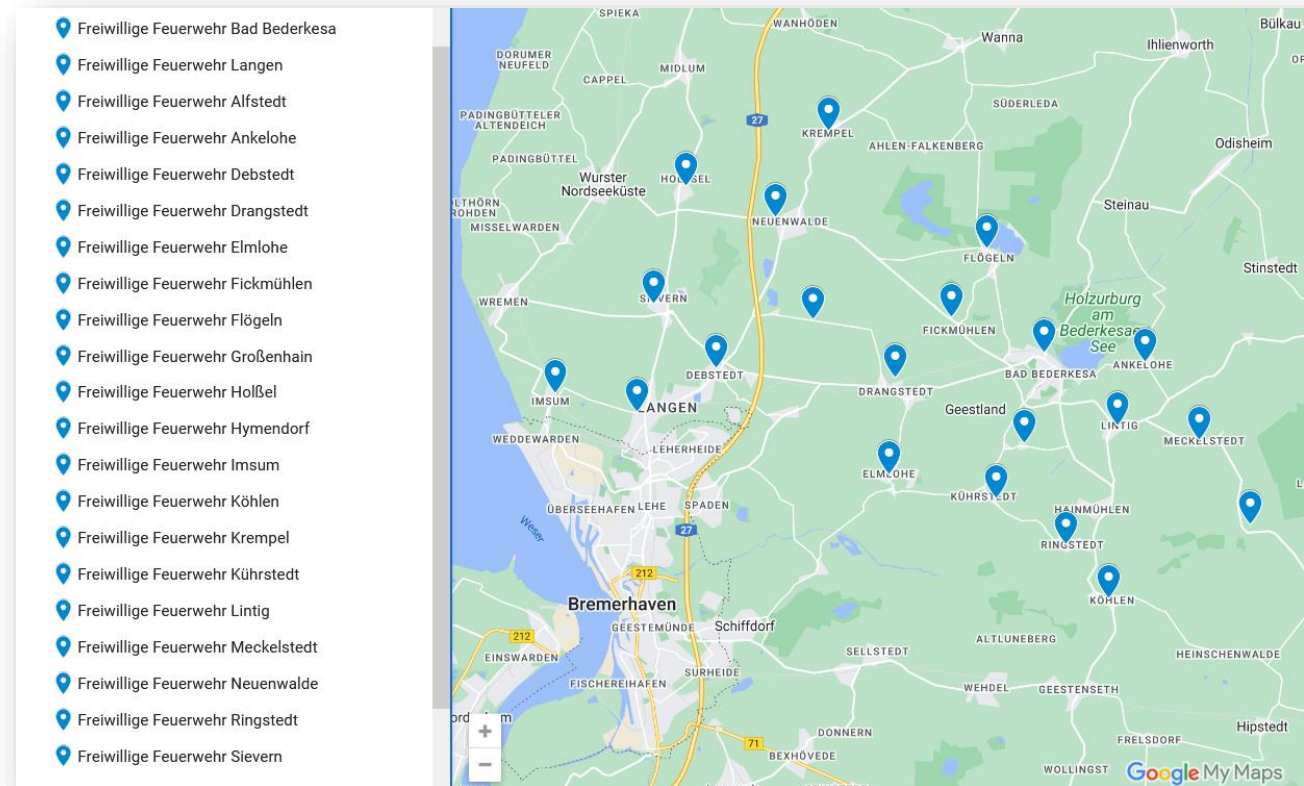 Freiwillige Feuerwehr Bad Bederkesa
Freiwillige Feuerwehr Langen
Freiwillige Feuerwehr Alfstedt
Freiwillige Feuerwehr Ankelohe
Freiwillige Feuerwehr Debstedt
Freiwillige Feuerwehr Drangstedt
Freiwillige Feuerwehr Elmlohe
Freiwillige Feuerwehr Fickmühlen
Freiwillige Feuerwehr Flögeln
Freiwillige Feuerwehr Großenhain
Freiwillige Feuerwehr Holßel
Freiwillige Feuerwehr Hymendorf
Freiwillige Feuerwehr Imsum
Freiwillige Feuerwehr Köhlen
Freiwillige Feuerwehr Krempel
Freiwillige Feuerwehr Kührstedt
Freiwillige Feuerwehr Lintig
Freiwillige Feuerwehr Meckelstedt
Freiwillige Feuerwehr Neuenwalde
Freiwillige Feuerwehr Ringstedt
Freiwillige Feuerwehr Sievern
SPIEKA
WANHÖDEN
Bülkau
Wanna
Ihlienworth
DORUMER
NEUFELD
MIDLUM
CAPPEL
SÜDERLEDA
PADINGBÜTTELER
ALTENDEICH
27
KREMPEL
AHLEN-FALKENBERG
Odisheim
PADINGBÜTTEL
Wurster
Nordseeküste
MISSELWARDEN
NEUENWALDE
Steinau
FLÖGELN
Stinstedt
WREMEN
Holzurburg
am
Bederkesaer
See
FICKMÜHLEN
ANKELOHE
DEBSTEDT
BAD BEDERKESA
DRANGSTEDT
IMSUM
LANGEN
Geestland
LINTIG
WEDDEWARDEN
MECKELSTEDT
LEHERHEIDE
ELMLOHE
KÜHRSTEDT
ÜBERSEEHAFEN
LEHE
SPADEN
HAINMÜHLEN
Weser
27
RINGSTEDT
212
KÖHLEN
Bremerhaven
GEESTEMÜNDE
Schiffdorf
212
ALTLUNEBERG
EINSWARDEN
SELLSTEDT
HEINSCHENWALDE
SURHEIDE
FISCHEREIHAFEN
WEHDEL
GEESTENSETH
Hipstedt
DONNERN
FRELSDORF
71
BEXHÖVEDE
WOLLINGST
Google My Maps